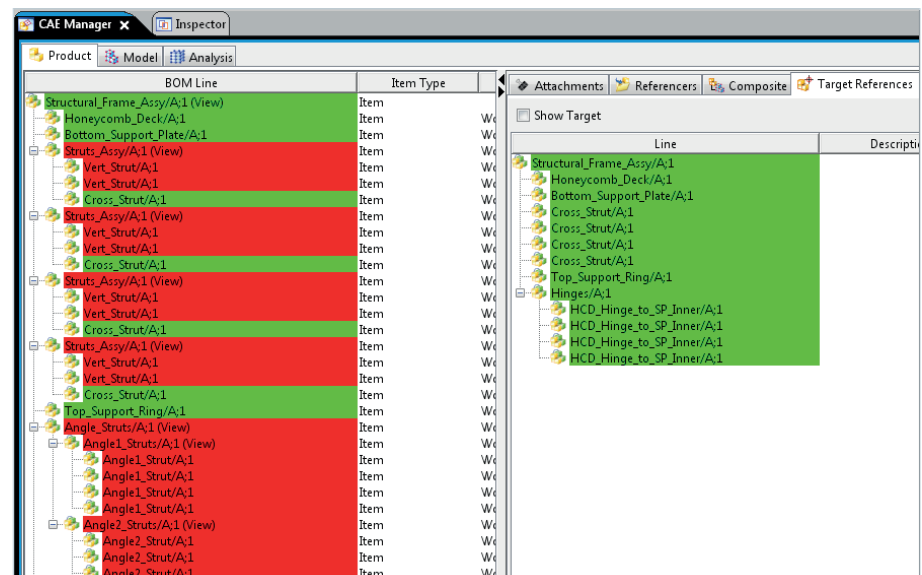 CAE Manager Inspector
Product Model Analysis
BOM Line Item Type
Structural_Frame_Assy/A;1 (View) Item
Honeycomb_Deck/A;1 Item
Bottom_Support_Plate/A;1 Item
Struts_Assy/A;1 (View) Item
Vert_Strut/A;1 Item
Vert_Strut/A;1 Item
Cross_Strut/A;1 Item
Struts_Assy/A;1 (View) Item
Vert_Strut/A;1 Item
Vert_Strut/A;1 Item
Cross_Strut/A;1 Item
Struts_Assy/A;1 (View) Item
Vert_Strut/A;1 Item
Vert_Strut/A;1 Item
Cross_Strut/A;1 Item
Struts_Assy/A;1 (View) Item
Vert_Strut/A;1 Item
Vert_Strut/A;1 Item
Cross_Strut/A;1 Item
Top_Support_Ring/A;1 Item
Angle_Struts/A;1 (View) Item
Angle1_Struts/A;1 (View) Item
Angle1_Strut/A;1 Item
Angle1_Strut/A;1 Item
Angle1_Strut/A;1 Item
Angle1_Strut/A;1 Item
Angle2_Struts/A;1 (View) Item
Angle2_Strut/A;1 Item
Angle2_Strut/A;1 Item
Angle2_Strut/A;1 Item
Attachments Referencers Composite Target References
Show Target
Line Descripti
Structural_Frame_Assy/A;1
Honeycomb_Deck/A;1
Bottom_Support_Plate/A;1
Cross_Strut/A;1
Cross_Strut/A;1
Cross_Strut/A;1
Cross_Strut/A;1
Top_Support_Ring/A;1
Hinges/A;1
HCD_Hinge_to_SP_Inner/A;1
HCD_Hinge_to_SP_Inner/A;1
HCD_Hinge_to_SP_Inner/A;1
HCD_Hinge_to_SP_Inner/A;1